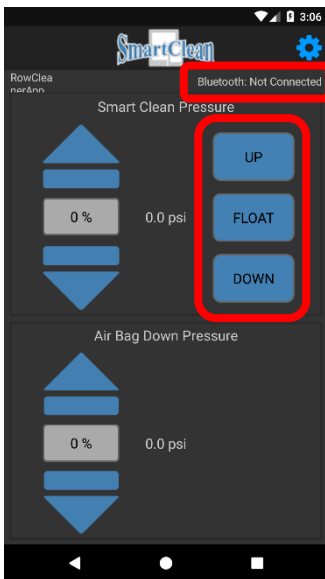 3:06
SmartClean
RowClea
nerApp
Bluetooth: Not Connected
Smart Clean Pressure
UP
0 %
0.0 psi
FLOAT
DOWN
Air Bag Down Pressure
0 %
0.0 psi